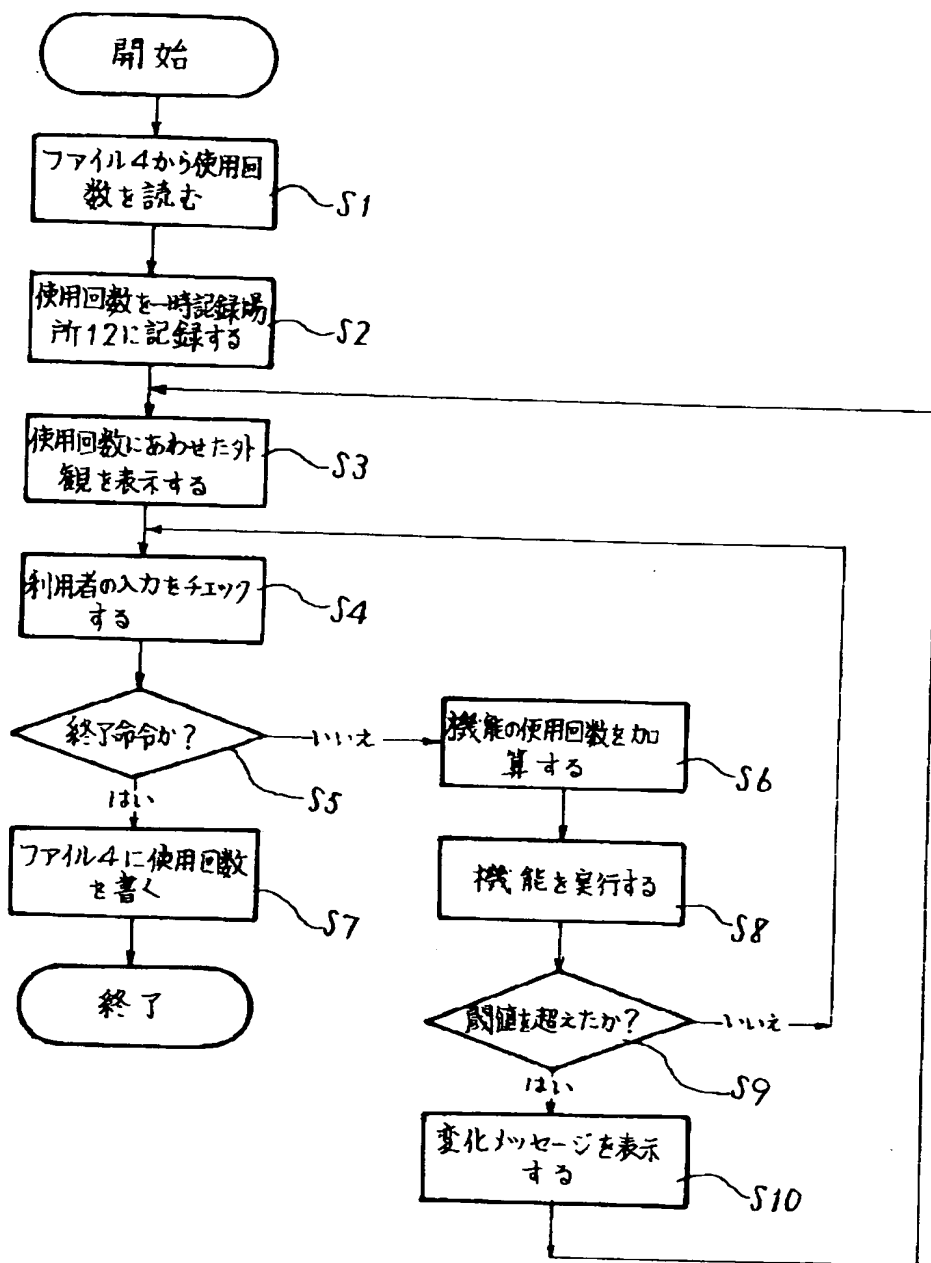 開始
ファイル4から使用回
数を読む
S1
使用回数を一時記録場
所12に記録する
S2
使用回数にあわせた外
観を表示する
S3
利用者の入力をチェック
する
S4
終了命令か?
いいえ
S5
はい
機能の使用回数を加
算する
S6
ファイル4に使用回数
を書く
S7
終了
機能を実行する
S8
閾値を超えたか?
いいえ
S9
はい
変化メッセージを表示
する
S10